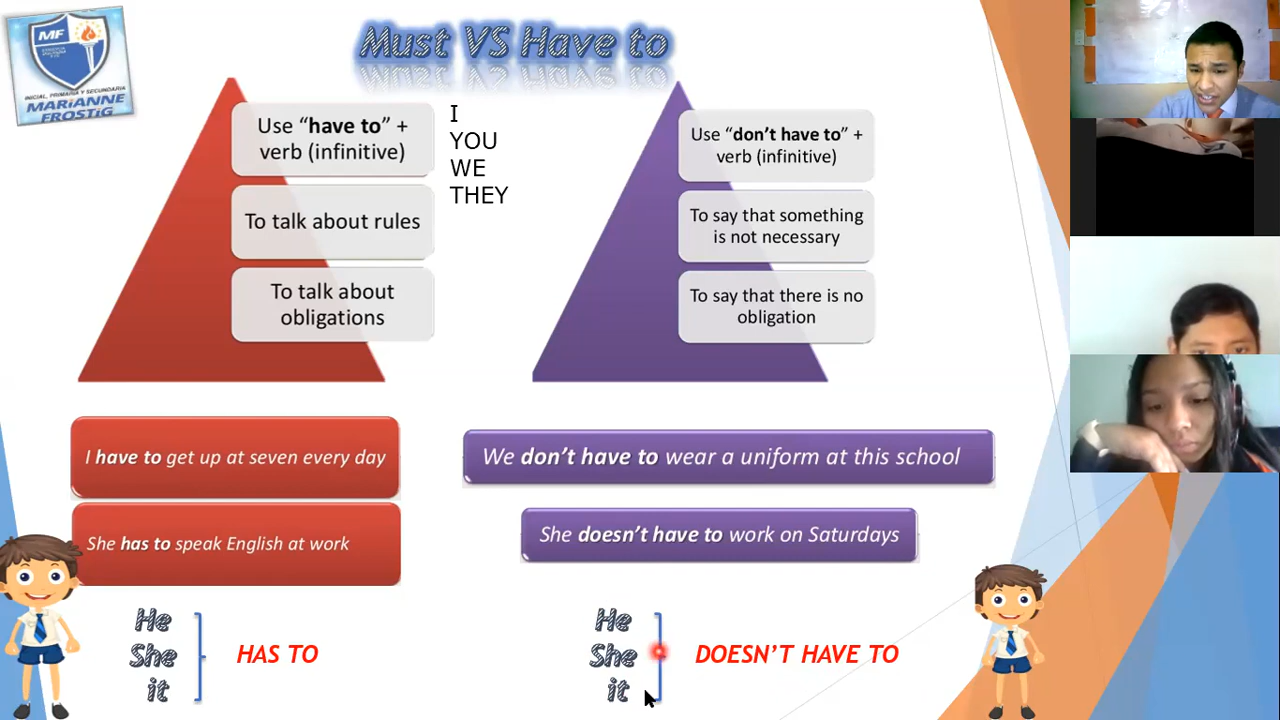 Must VS Have to
MF
INICIAL, PRIMARIA Y SECUNDARIA
MARiANNE
FROSTiG
Use “have to” +
verb (infinitive)
To talk about rules
To talk about
obligations
I
YOU
WE
THEY
Use “don’t have to” +
verb (infinitive)
To say that something
is not necessary
To say that there is no
obligation
I have to get up at seven every day
She has to speak English at work
We don’t have to wear a uniform at this school
She doesn’t have to work on Saturdays
He
She
it
HAS TO
He
She
it
DOESN’T HAVE TO